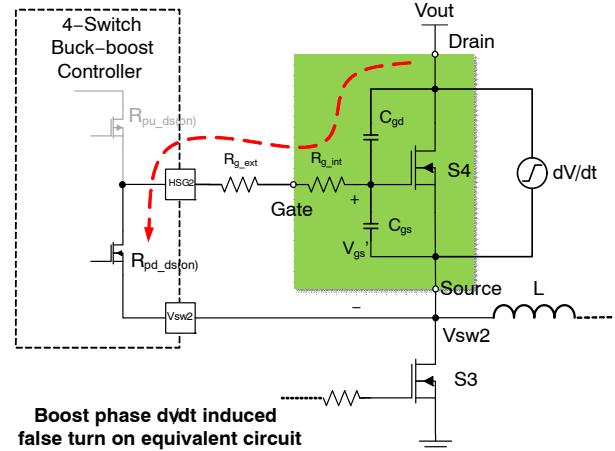 4-Switch
Buck-boost
Controller
Vout
Drain
Rpu_ds(on)
Cgd
HSG2
Rg_ext
Rg_int
S4
dV/dt
Gate
+
Cgs
Vgs'
Rpd_ds(on)
Source
L
Vsw2
−
Vsw2
S3
Boost phase dv/dt induced
false turn on equivalent circuit